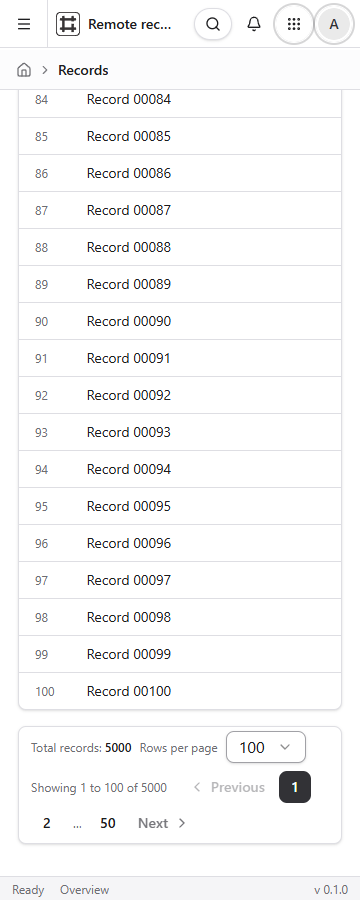 Remote rec...
A
Records
84 Record 00084
85 Record 00085
86 Record 00086
87 Record 00087
88 Record 00088
89 Record 00089
90 Record 00090
91 Record 00091
92 Record 00092
93 Record 00093
94 Record 00094
95 Record 00095
96 Record 00096
97 Record 00097
98 Record 00098
99 Record 00099
100 Record 00100
Total records: 5000 Rows per page 100
Showing 1 to 100 of 5000 Previous 1
2 ... 50 Next
Ready Overview v 0.1.0